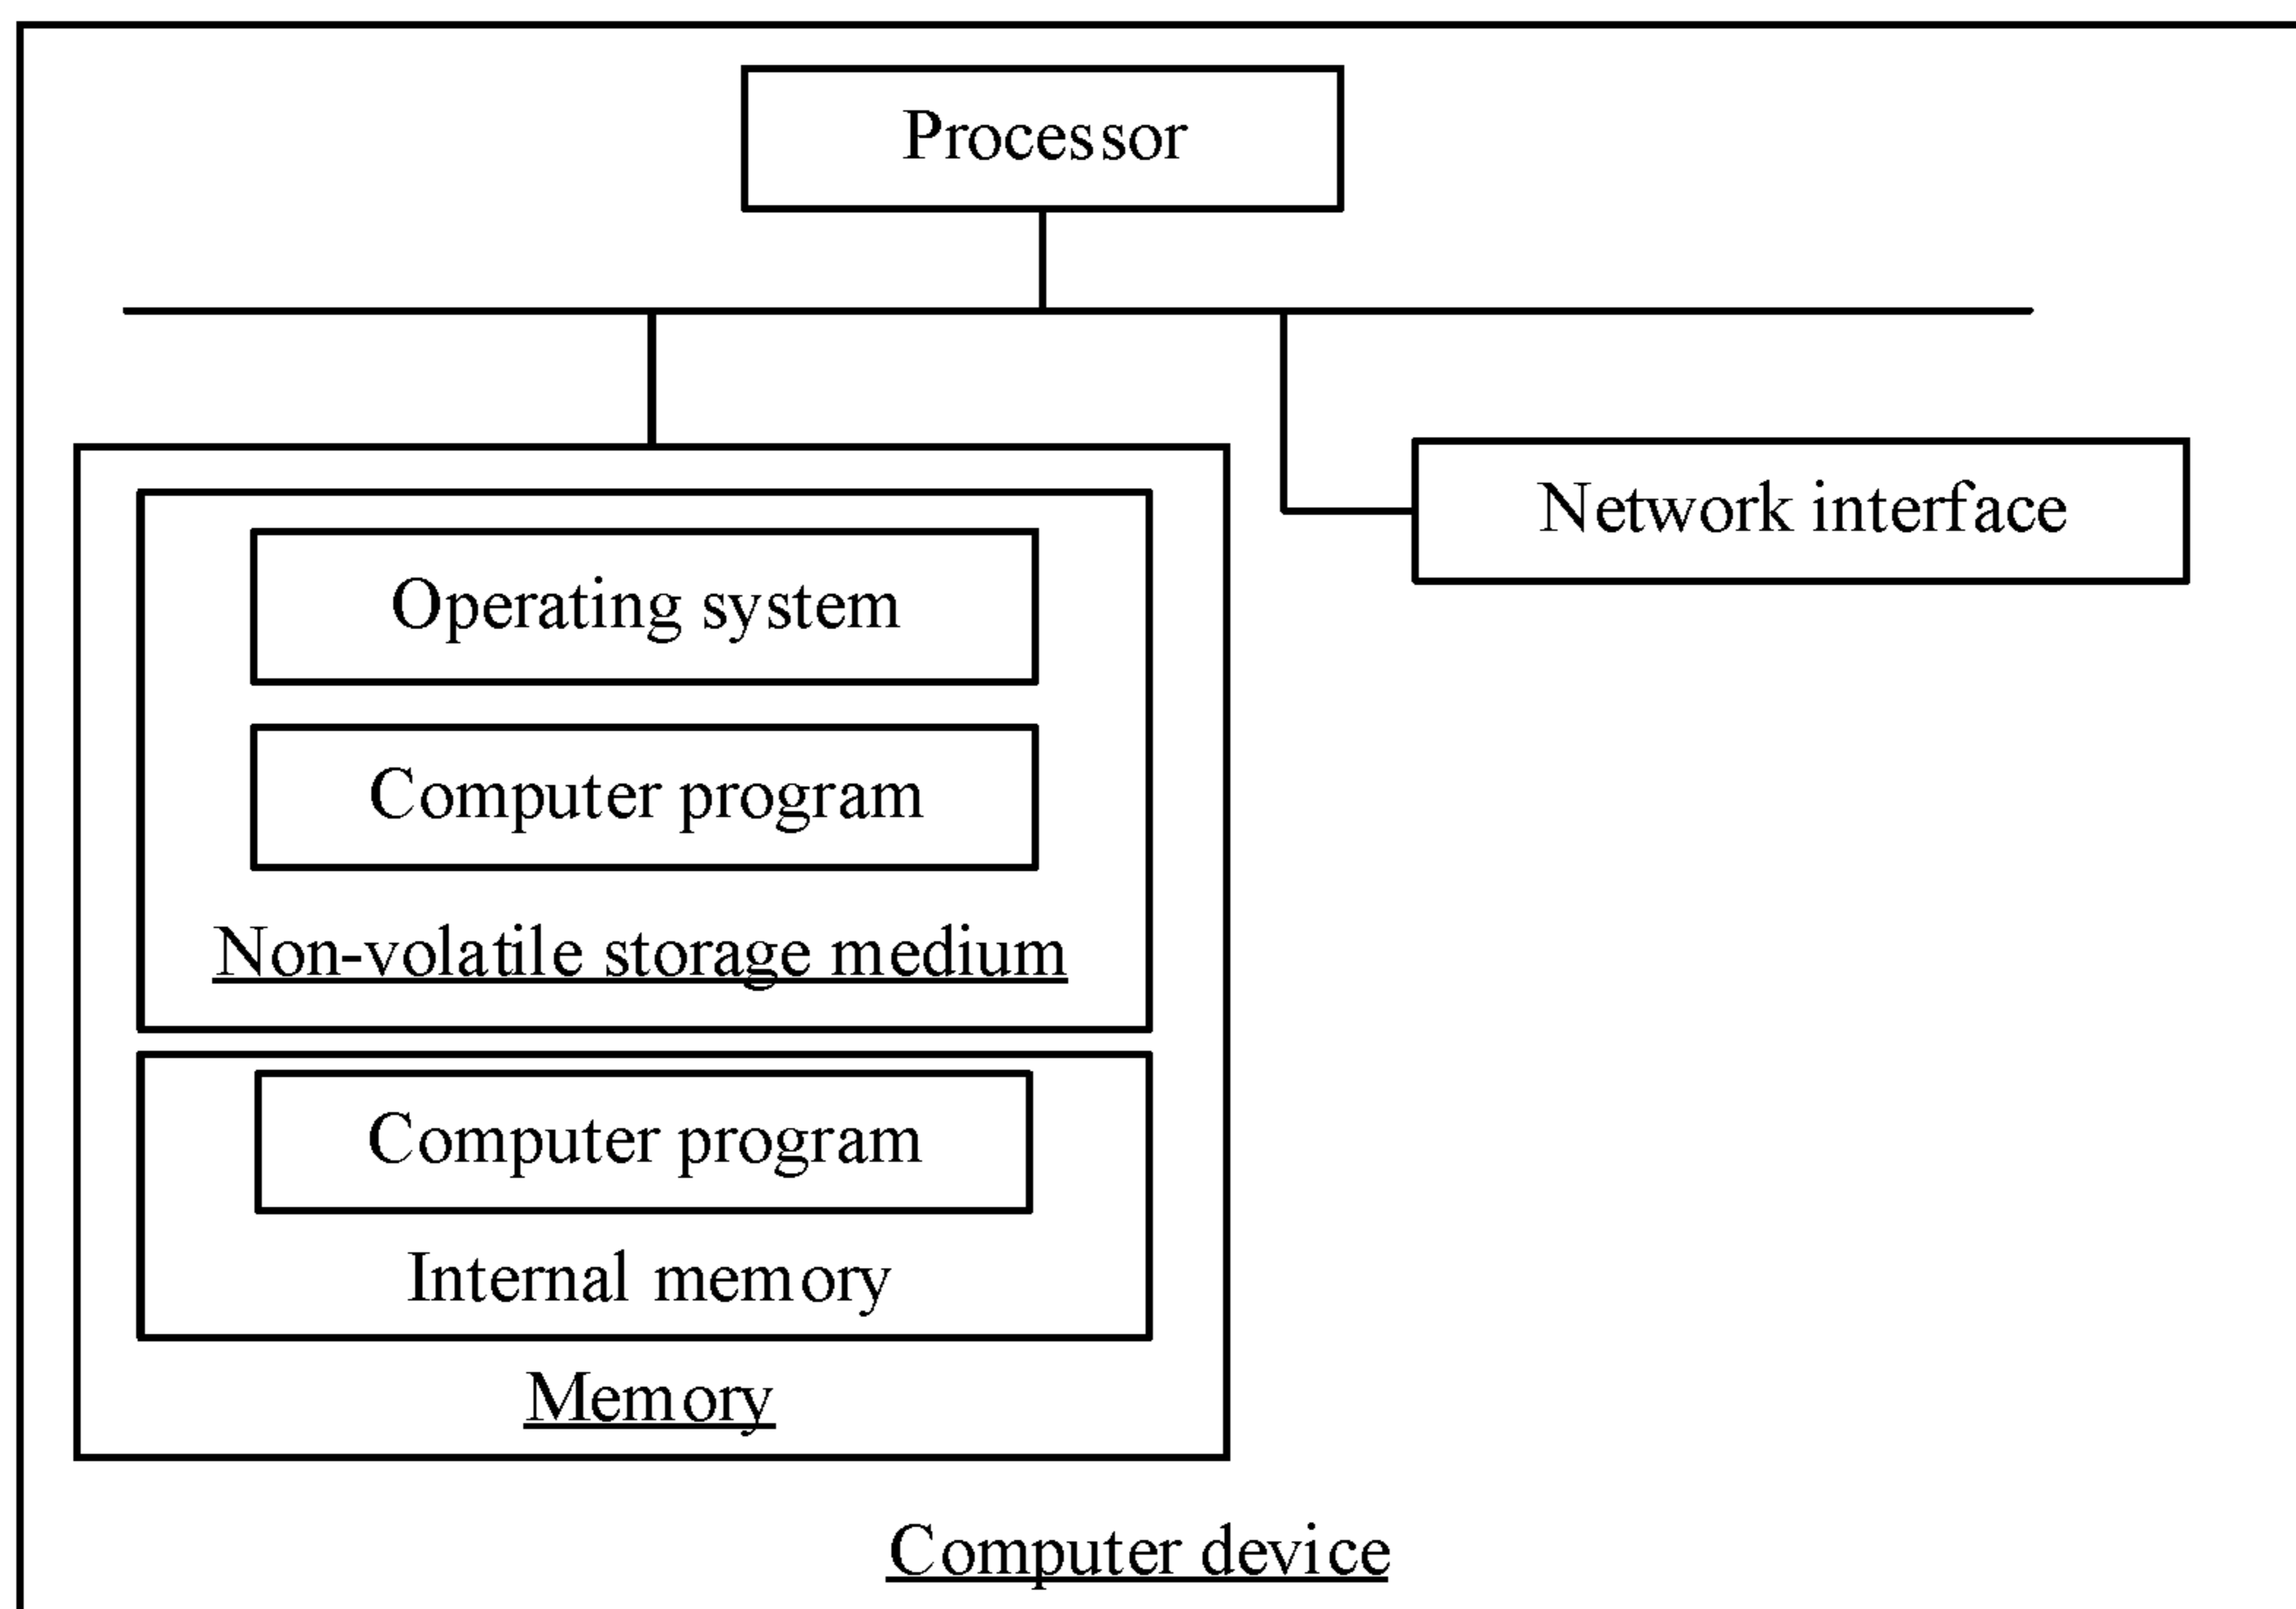 Processor
Network interface
Operating system
Computer program
Non-volatile storage medium
Computer program
Internal memory
Memory
Computer device